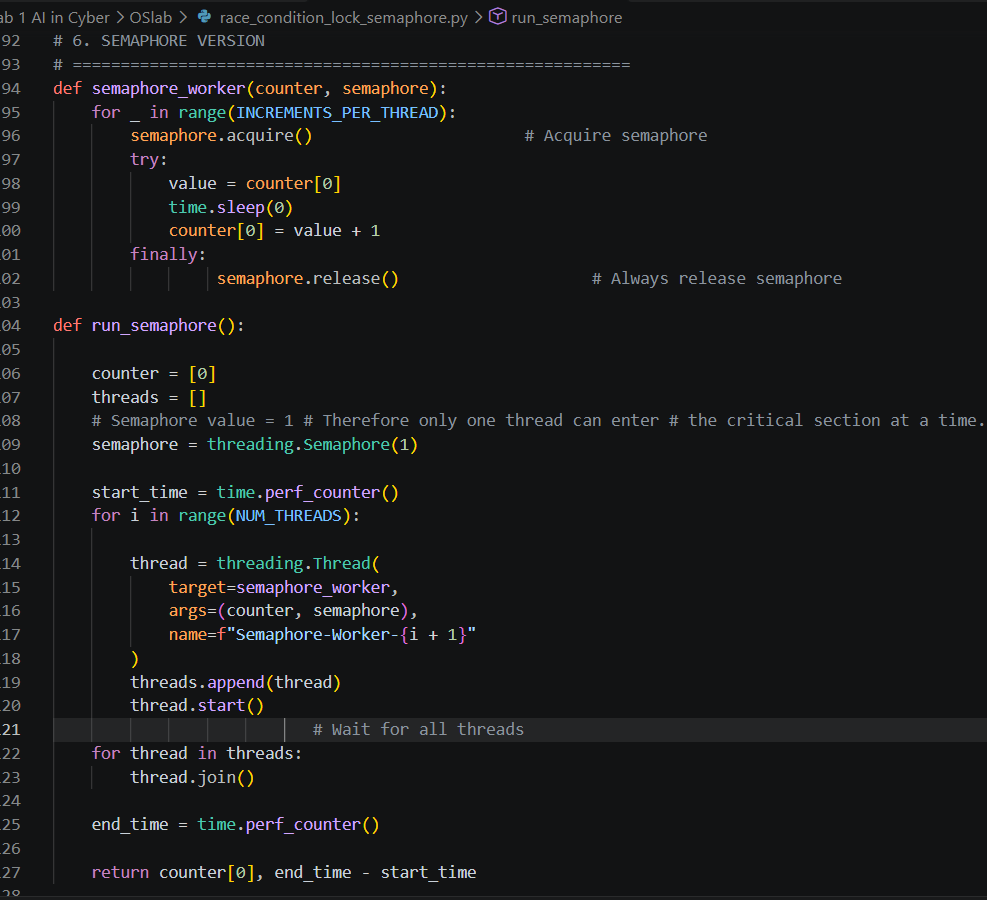 ab 1 AI in Cyber > OSlab > race_condition_lock_semaphore.py > run_semaphore
92 # 6. SEMAPHORE VERSION
93 # ==========================================================
94 def semaphore_worker(counter, semaphore):
95     for _ in range(INCREMENTS_PER_THREAD):
96         semaphore.acquire()                      # Acquire semaphore
97         try:
98             value = counter[0]
99             time.sleep(0)
00             counter[0] = value + 1
01         finally:
02                  semaphore.release()                    # Always release semaphore
03
04 def run_semaphore():
05
06     counter = [0]
07     threads = []
08     # Semaphore value = 1 # Therefore only one thread can enter # the critical section at a time.
09     semaphore = threading.Semaphore(1)
10
11     start_time = time.perf_counter()
12     for i in range(NUM_THREADS):
13
14         thread = threading.Thread(
15             target=semaphore_worker,
16             args=(counter, semaphore),
17             name=f"Semaphore-Worker-{i + 1}"
18         )
19         threads.append(thread)
20         thread.start()
21                            # Wait for all threads
22     for thread in threads:
23         thread.join()
24
25     end_time = time.perf_counter()
26
27     return counter[0], end_time - start_time
28